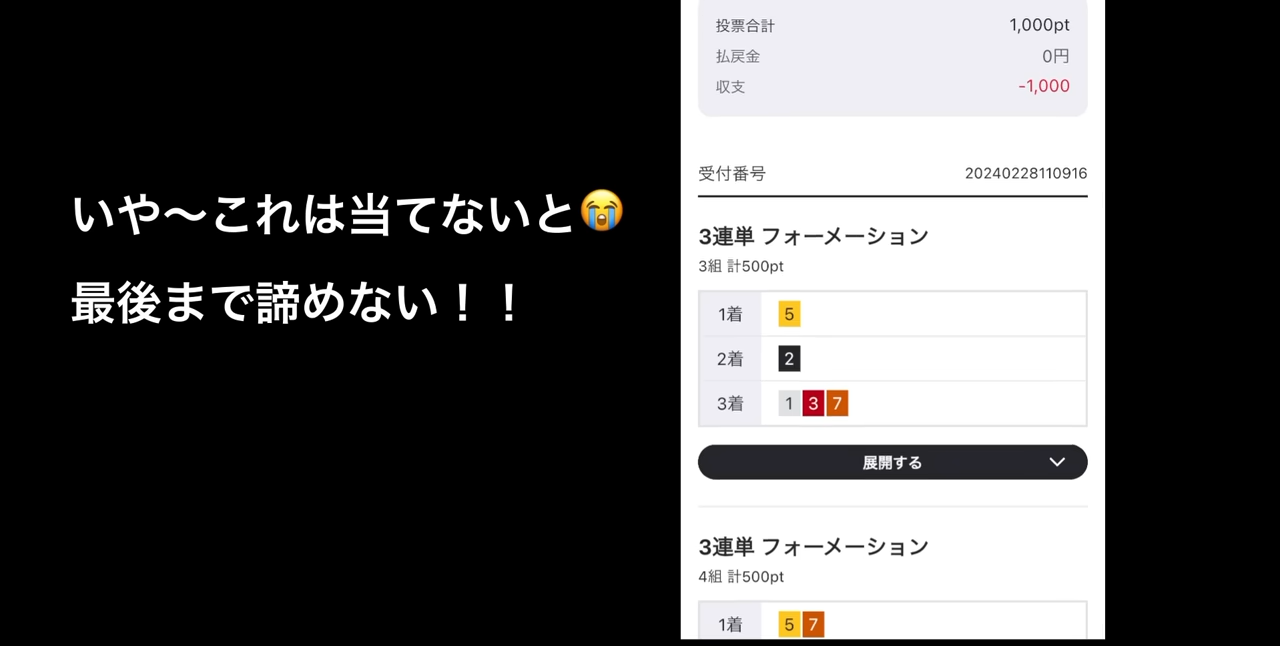 いや〜これは当てないと😭
最後まで諦めない！！
投票合計 1,000pt
払戻金 0円
収支 -1,000
受付番号 20240228110916
3連単 フォーメーション
3組 計500pt
1着 5
2着 2
3着 1 3 7
展開する
3連単 フォーメーション
4組 計500pt
1着 5 7